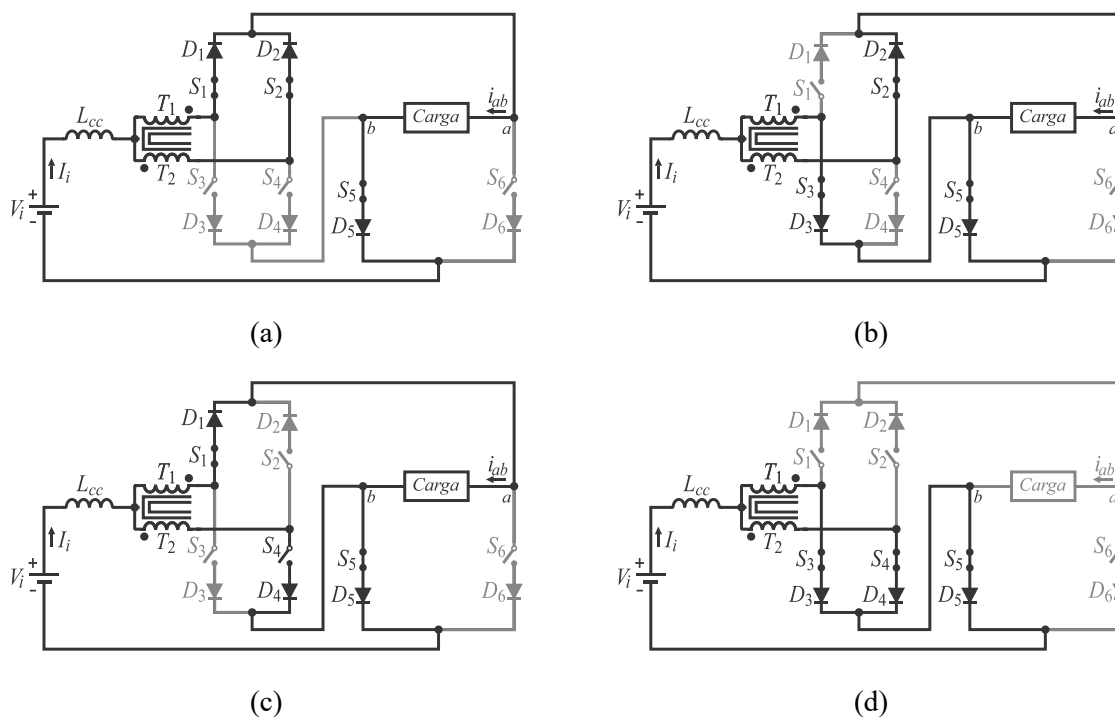 D1 D2
S1 S2
Lcc T1 iab
b Carga a
Ii T2 S3 S4 S5 S6
+ Vi - D3 D4 D5 D6
(a)
D1 D2
S1 S2
Lcc T1 iab
b Carga a
Ii T2 S3 S4 S5 S6
+ Vi - D3 D4 D5 D6
(b)
D1 D2
S1 S2
Lcc T1 iab
b Carga a
Ii T2 S3 S4 S5 S6
+ Vi - D3 D4 D5 D6
(c)
D1 D2
S1 S2
Lcc T1 iab
b Carga a
Ii T2 S3 S4 S5 S6
+ Vi - D3 D4 D5 D6
(d)